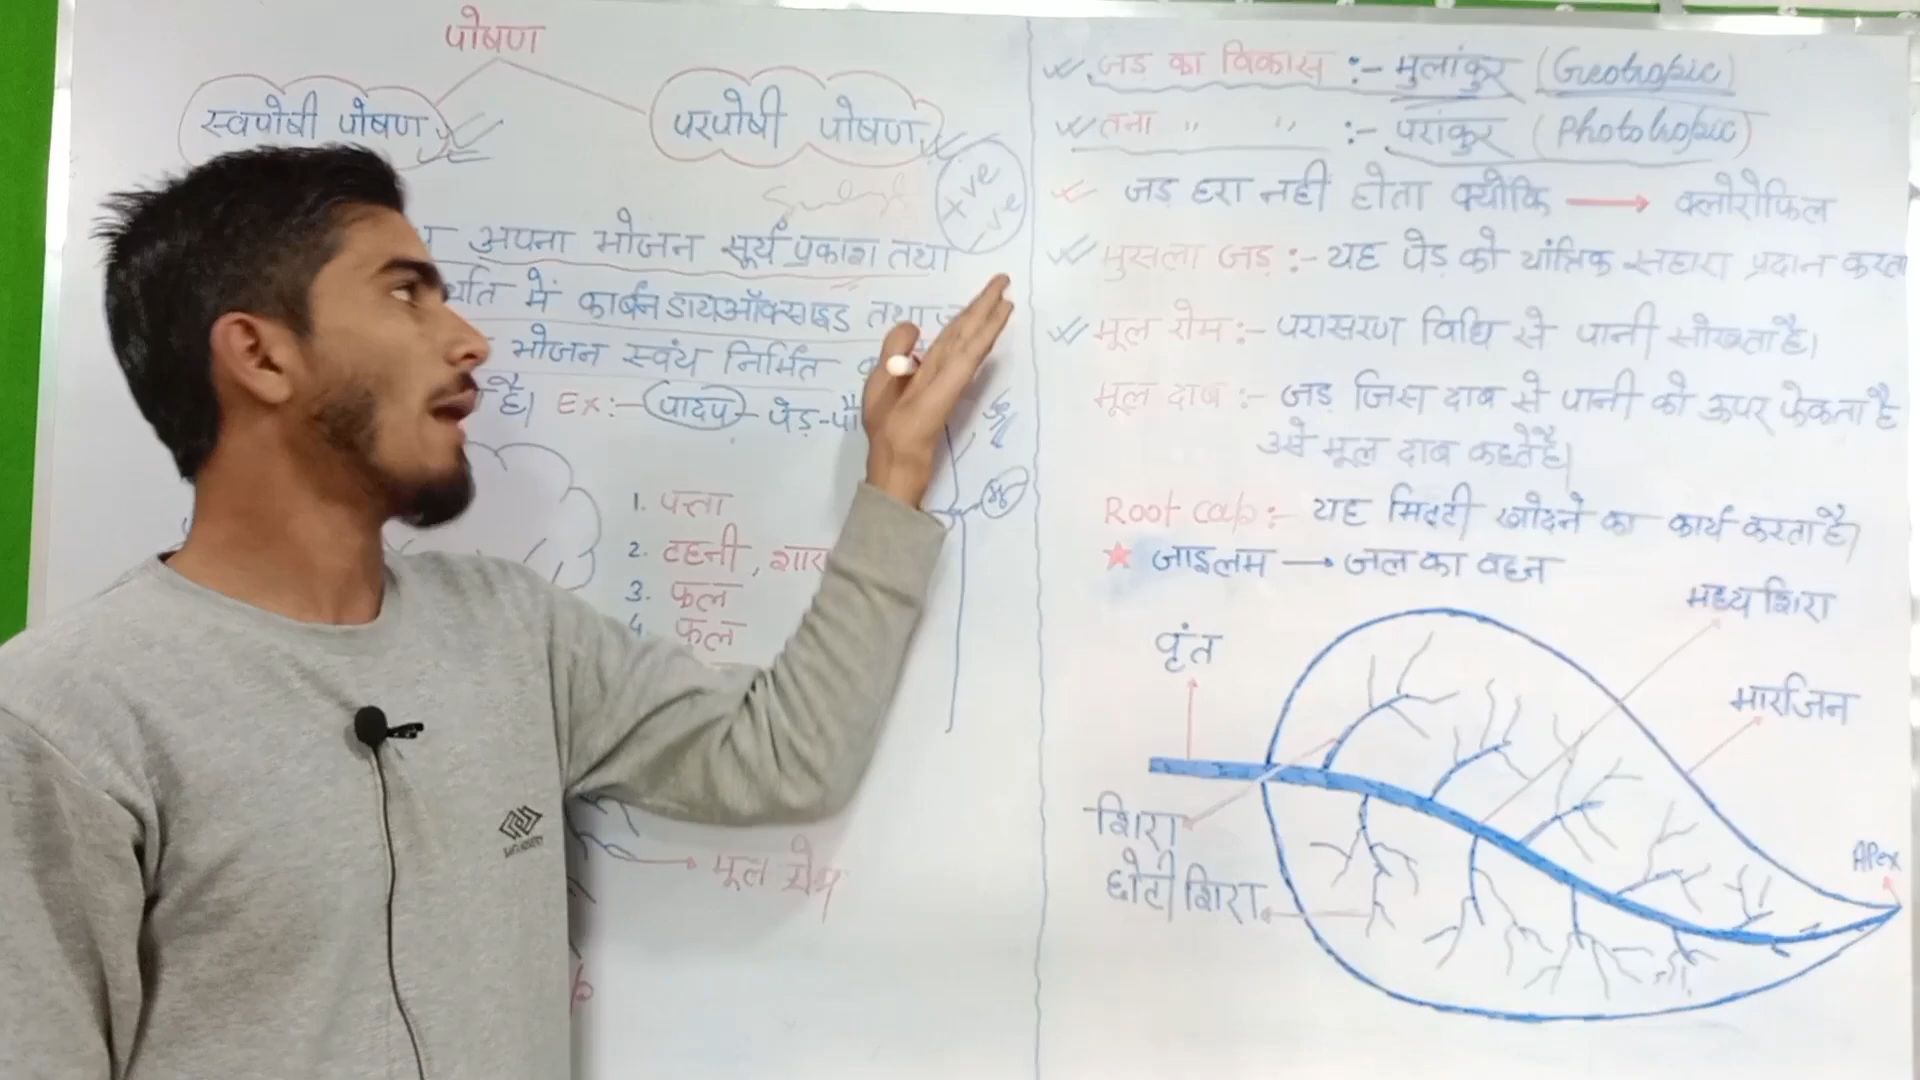 पोषण
स्वपोषी पोषण
परपोषी पोषण
अपना भोजन सूर्य प्रकाश तथा
में कार्बनडायऑक्साइड तथा
भोजन स्वंय निर्मित
है। Ex:- पादप - पेड़-पौ
1. पत्ता
2. टहनी, शार
3. फल
4. फल
मूल रोम
जड़ का विकास :- मुलांकुर (Geotropic)
तना " " :- परांकुर (Phototropic)
जड़ हरा नही होता क्योकि → क्लोरोफिल
मुसला जड़ :- यह पेड़ को यांत्रिक सहारा प्रदान करता
मूल रोम :- परासरण विधि से पानी सोखता है।
मूल दाब :- जड़ जिस दाब से पानी को ऊपर फेकता है
उसे मूल दाब कहते है।
Root cap :- यह मिट्टी खोदने का कार्य करता है।
★ जाइलम → जल का वहन
मध्य शिरा
वृंत
मारजिन
शिरा
छोटी शिरा
Apex